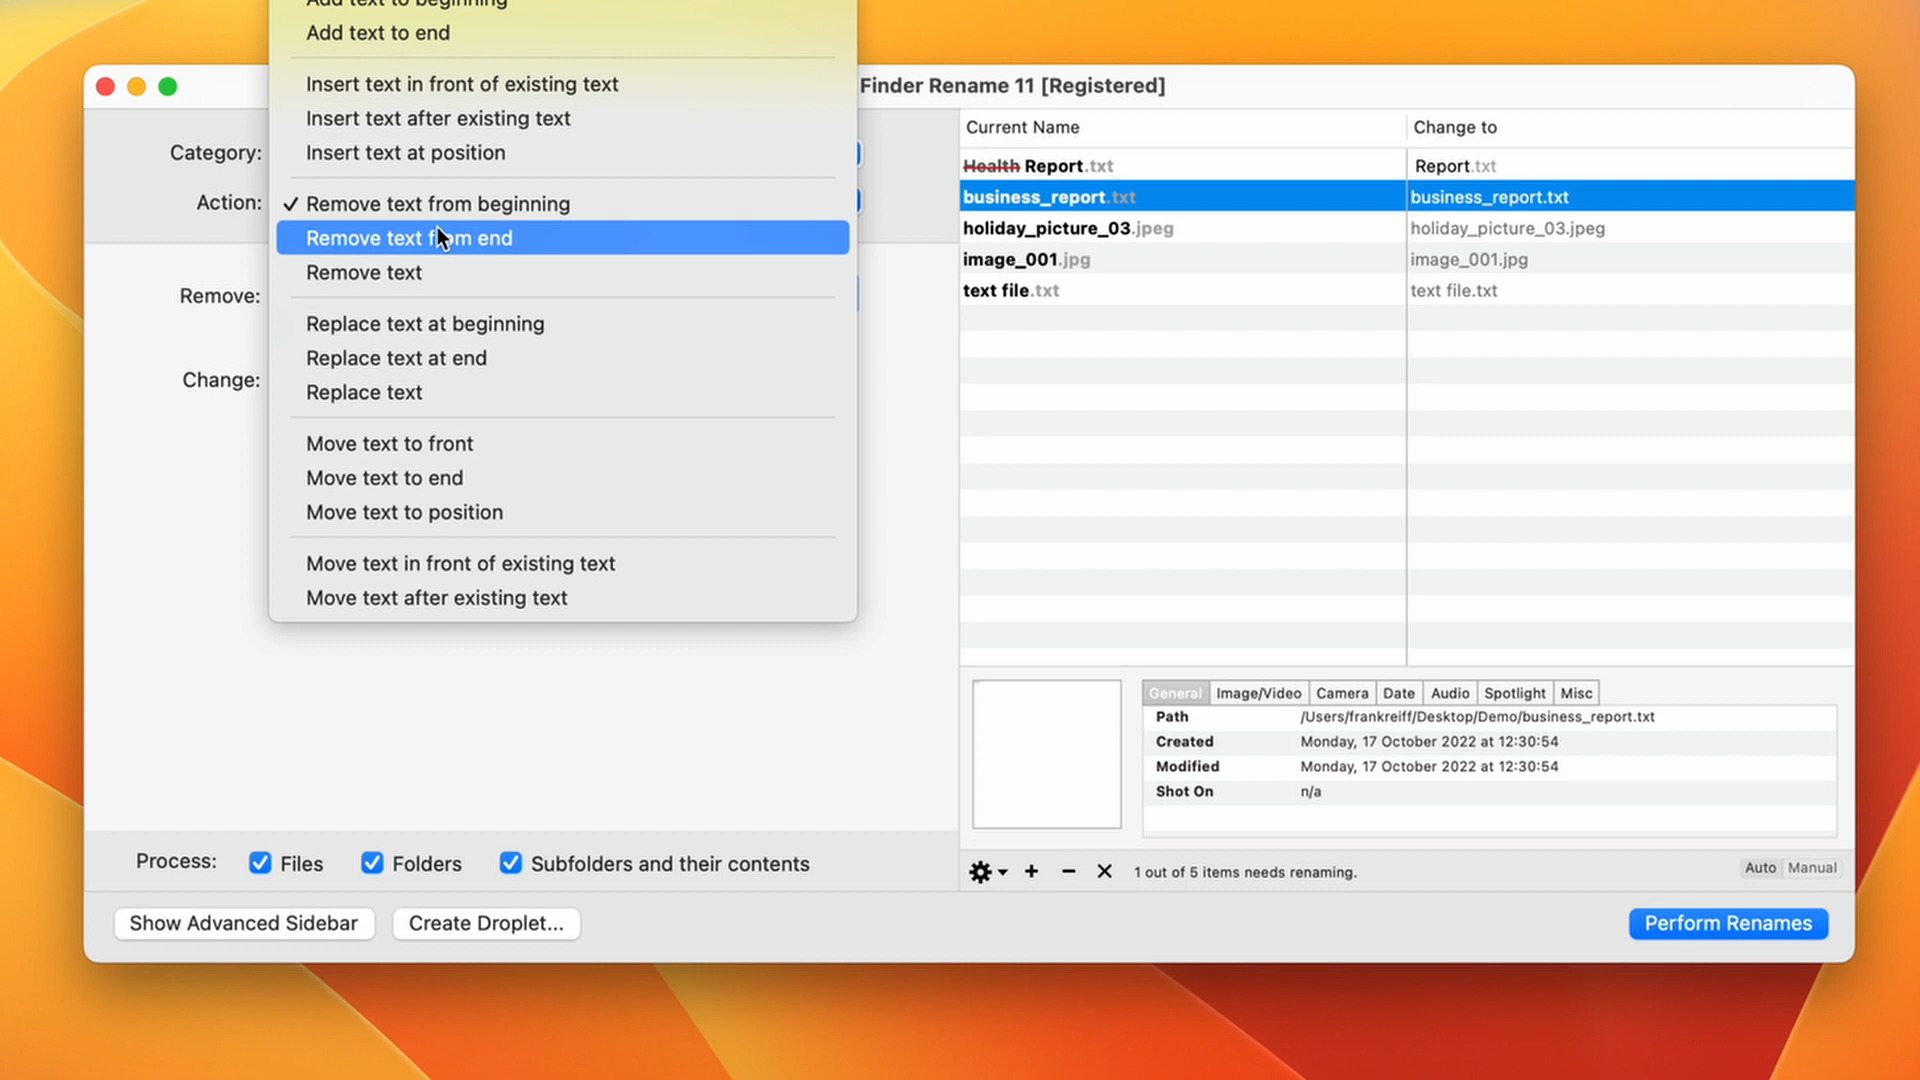 Add text to beginning
Add text to end
Insert text in front of existing text
Insert text after existing text
Insert text at position
✓ Remove text from beginning
Remove text from end
Remove text
Replace text at beginning
Replace text at end
Replace text
Move text to front
Move text to end
Move text to position
Move text in front of existing text
Move text after existing text
Finder Rename 11 [Registered]
Category:
Action:
Remove:
Change:
Current Name Change to
Health Report.txt Report.txt
business_report.txt business_report.txt
holiday_picture_03.jpeg holiday_picture_03.jpeg
image_001.jpg image_001.jpg
text file.txt text file.txt
General Image/Video Camera Date Audio Spotlight Misc
Path /Users/frankreiff/Desktop/Demo/business_report.txt
Created Monday, 17 October 2022 at 12:30:54
Modified Monday, 17 October 2022 at 12:30:54
Shot On n/a
Process: Files Folders Subfolders and their contents
1 out of 5 items needs renaming. Auto Manual
Show Advanced Sidebar Create Droplet... Perform Renames